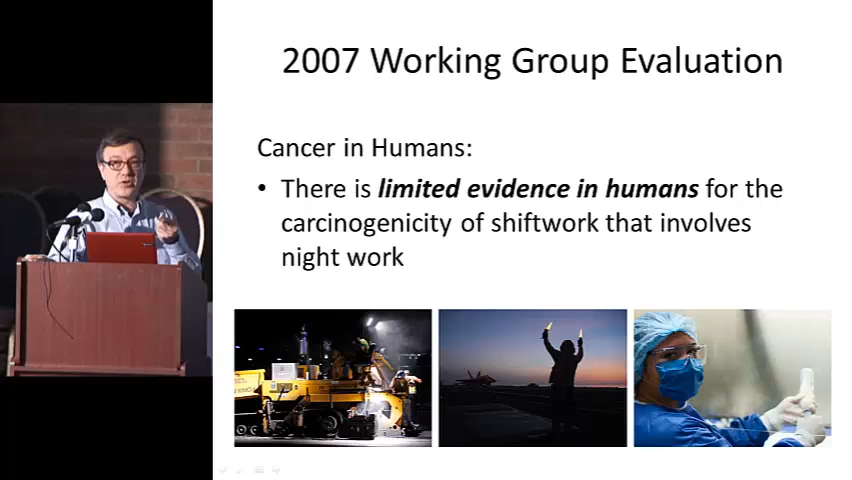 2007 Working Group Evaluation
Cancer in Humans:
• There is limited evidence in humans for the
carcinogenicity of shiftwork that involves
night work